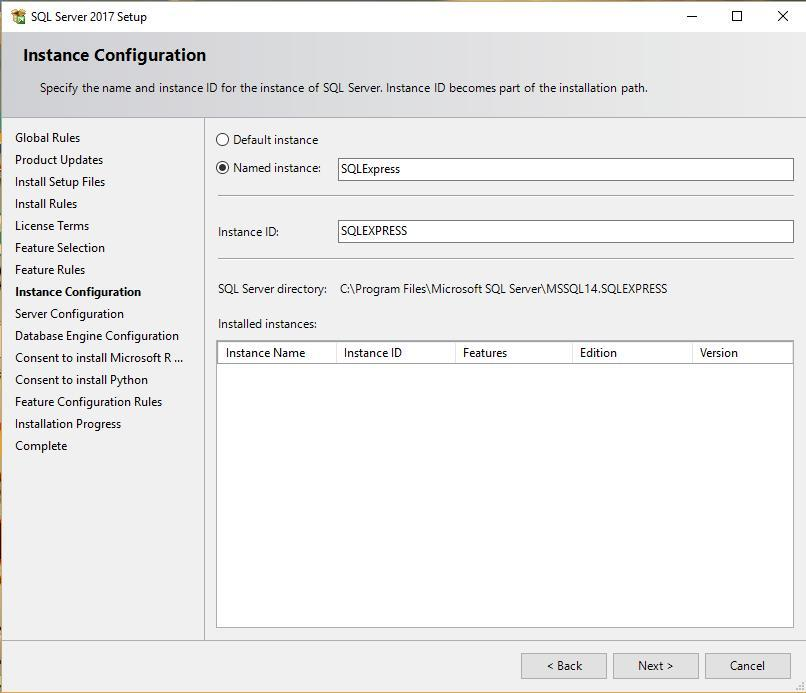 SQL Server 2017 Setup
Instance Configuration
Specify the name and instance ID for the instance of SQL Server. Instance ID becomes part of the installation path.
Global Rules
Product Updates
Install Setup Files
Install Rules
License Terms
Feature Selection
Feature Rules
Instance Configuration
Server Configuration
Database Engine Configuration
Consent to install Microsoft R ...
Consent to install Python
Feature Configuration Rules
Installation Progress
Complete
Default instance
Named instance: SQLExpress
Instance ID: SQLEXPRESS
SQL Server directory: C:\Program Files\Microsoft SQL Server\MSSQL14.SQLEXPRESS
Installed instances:
Instance Name Instance ID Features Edition Version
< Back Next > Cancel